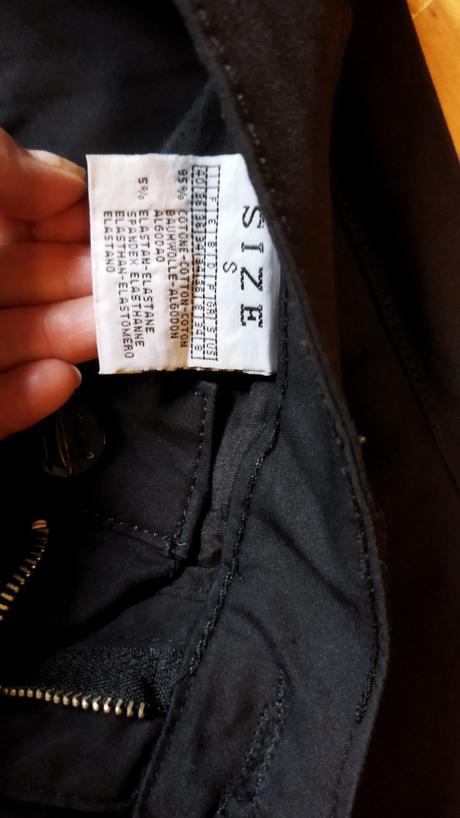 SIZE
S
95% COTONE-COTTON-COTON
BAUMWOLLE-ALGODON
ALGODAO
5% ELASTAN-ELASTANE
SPANDEX ELASTHANNE
ELASTHAN-ELASTOMERO
ELASTANO